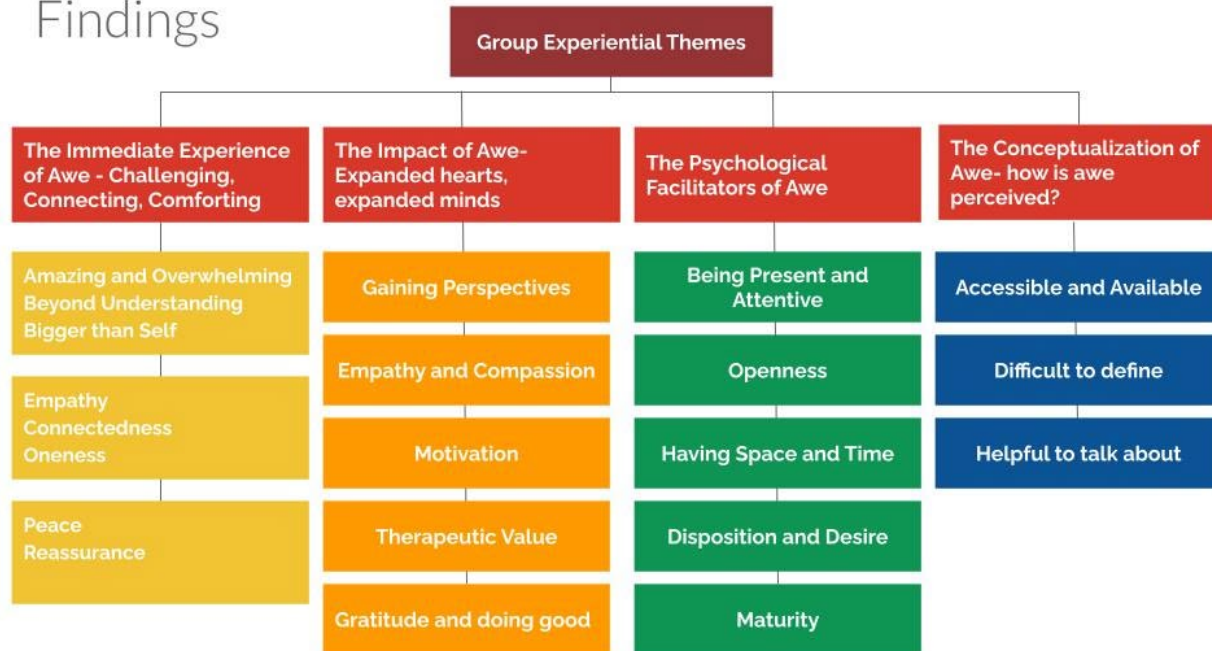 Findings
Group Experiential Themes
The Immediate Experience
of Awe - Challenging,
Connecting, Comforting
Amazing and Overwhelming
Beyond Understanding
Bigger than Self
Empathy
Connectedness
Oneness
Peace
Reassurance
The Impact of Awe-
Expanded hearts,
expanded minds
Gaining Perspectives
Empathy and Compassion
Motivation
Therapeutic Value
Gratitude and doing good
The Psychological
Facilitators of Awe
Being Present and
Attentive
Openness
Having Space and Time
Disposition and Desire
Maturity
The Conceptualization of
Awe- how is awe
perceived?
Accessible and Available
Difficult to define
Helpful to talk about